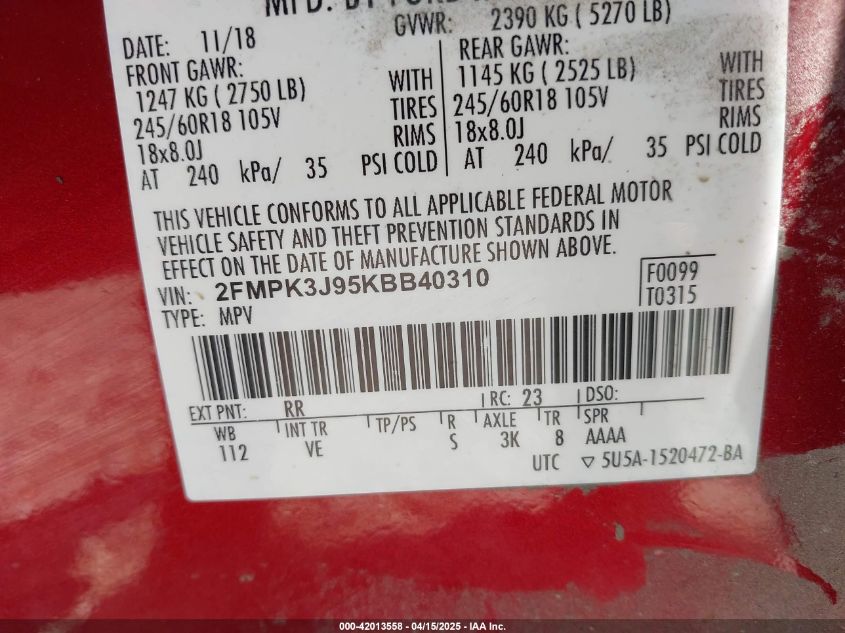 MFD. BY FORD
GVWR: 2390 KG ( 5270 LB)
DATE: 11/18
FRONT GAWR:
1247 KG ( 2750 LB) WITH
245/60R18 105V TIRES
18x8.0J RIMS
AT 240 kPa/ 35 PSI COLD
REAR GAWR:
1145 KG ( 2525 LB) WITH
245/60R18 105V TIRES
18x8.0J RIMS
AT 240 kPa/ 35 PSI COLD
THIS VEHICLE CONFORMS TO ALL APPLICABLE FEDERAL MOTOR
VEHICLE SAFETY AND THEFT PREVENTION STANDARDS IN
EFFECT ON THE DATE OF MANUFACTURE SHOWN ABOVE.
VIN: 2FMPK3J95KBB40310
TYPE: MPV
F0099
T0315
EXT PNT: RR RC: 23 DSO:
WB INT TR TP/PS R AXLE TR SPR
112 VE S 3K 8 AAAA
UTC ▽ 5U5A-1520472-BA
000-42013558 - 04/15/2025 - IAA Inc.